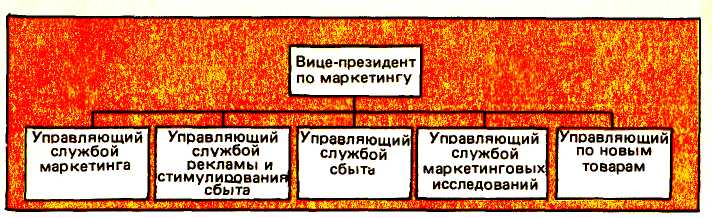 Вице-президент
по маркетингу
Управляющий
службой
маркетинга
Управляющий
службой
рекламы и
стимулирования
сбыта
Управляющий
службой
сбыта
Управляющий
службой
маркетинговых
исследований
Управляющий
по новым
товарам